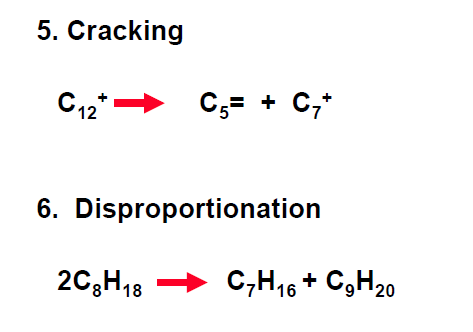 5. Cracking
C₁₂⁺ → C₅= + C₇⁺
6. Disproportionation
2C₈H₁₈ → C₇H₁₆ + C₉H₂₀